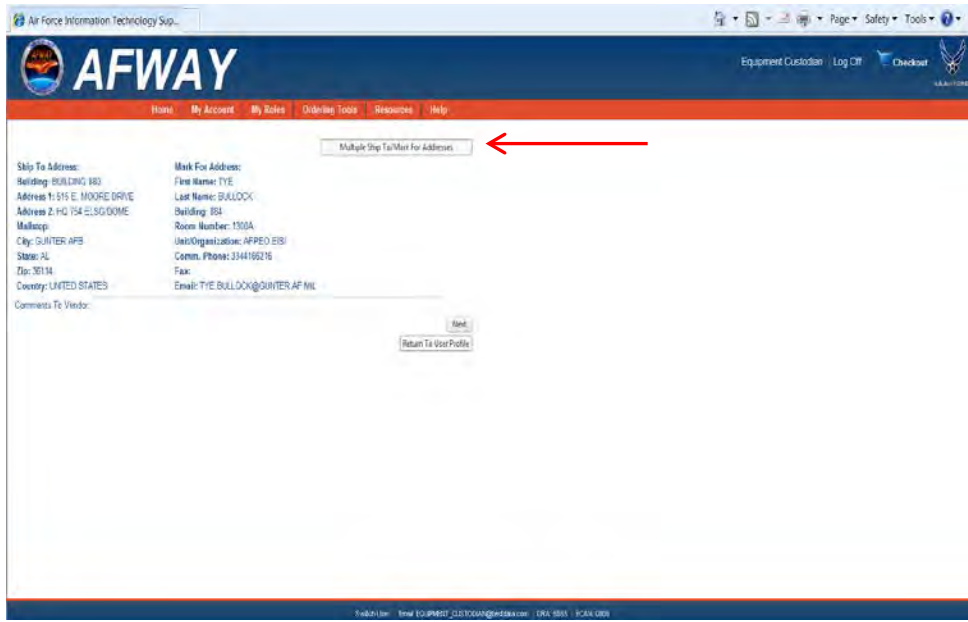 Air Force Information Technology Sup...
Page Safety Tools
AFWAY
Equipment Custodian Log Off Checkout
Home My Account My Roles Ordering Tools Resources Help
Multiple Ship To/Mark For Addresses
Ship To Address: Mark For Address:
Building: BUILDING First Name: TYE
Address 1: 515 E. MOORE DRIVE Last Name: BULLOCK
Address 2: HQ 754 ELSG/DOME Building: 884
Mailstop: Room Number: 1300A
City: GUNTER AFB Unit/Organization: AFPEO EIS/
State: AL Comm. Phone: 3344166216
Zip: 36114 Fax:
Country: UNITED STATES Email: TYE.BULLOCK@GUNTER.AF.MIL
Comments To Vendor:
Next
Return To User Profile
Switch User Email